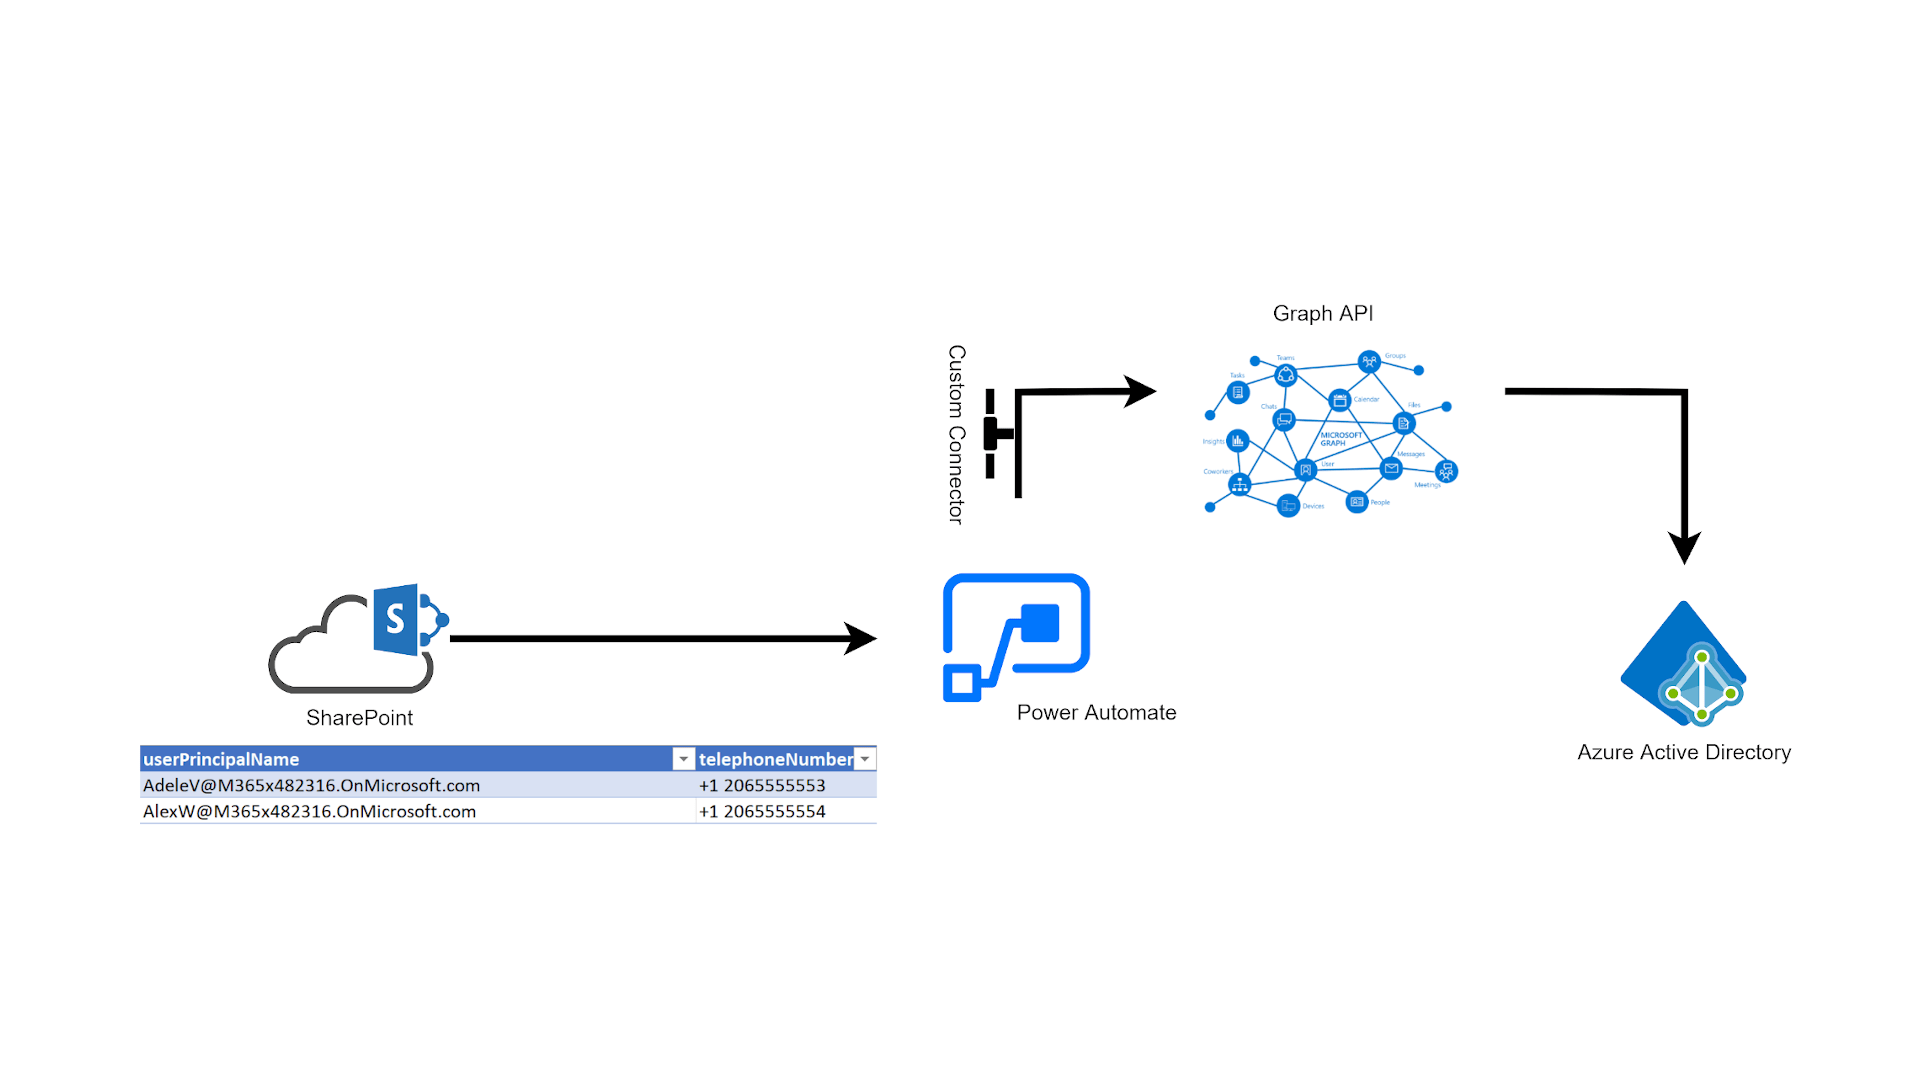 Graph API
Custom Connector
Teams
Groups
Tasks
Calendar
Chats
Files
MICROSOFT
GRAPH
Insights
Messages
User
Coworkers
Meetings
People
Devices
S
SharePoint
Power Automate
Azure Active Directory
userPrincipalName telephoneNumber
AdeleV@M365x482316.OnMicrosoft.com +1 2065555553
AlexW@M365x482316.OnMicrosoft.com +1 2065555554